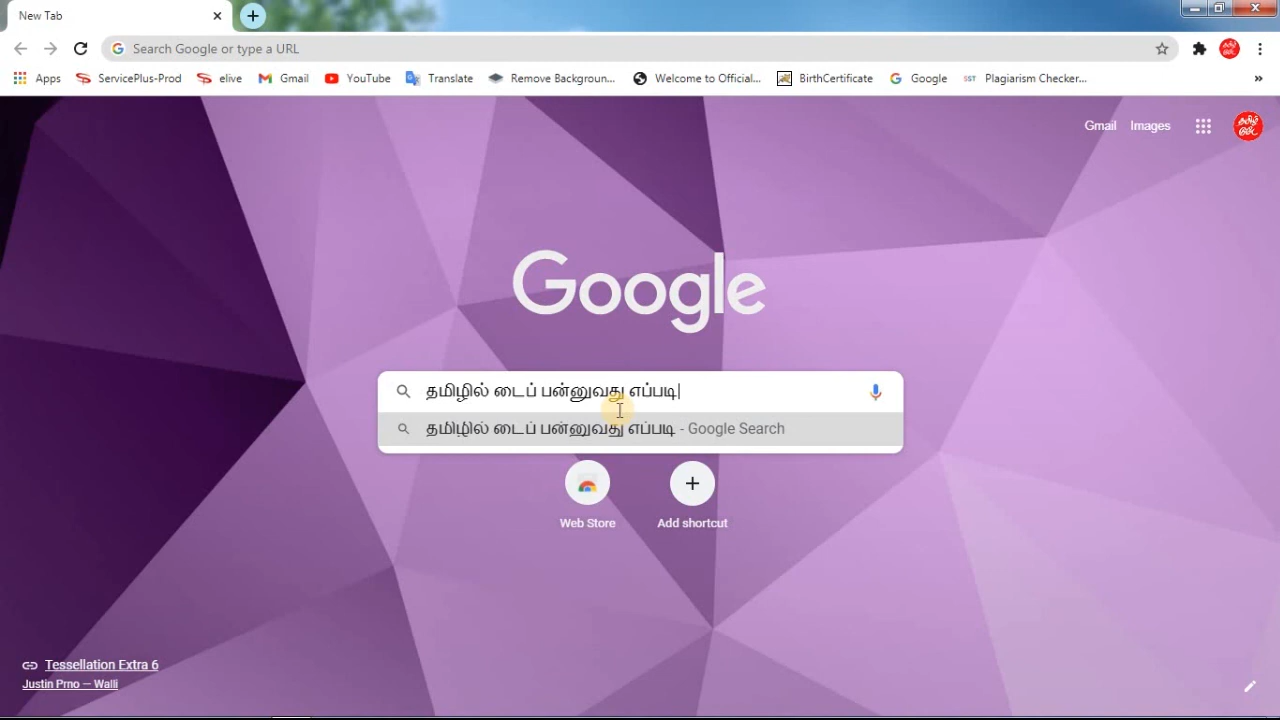 New Tab
Search Google or type a URL
Apps ServicePlus-Prod elive Gmail YouTube Translate Remove Backgroun... Welcome to Official... BirthCertificate Google Plagiarism Checker...
Gmail Images
Google
தமிழில் டைப் பன்னுவது எப்படி
தமிழில் டைப் பன்னுவது எப்படி - Google Search
Web Store Add shortcut
Tessellation Extra 6
Justin Prno — Walli